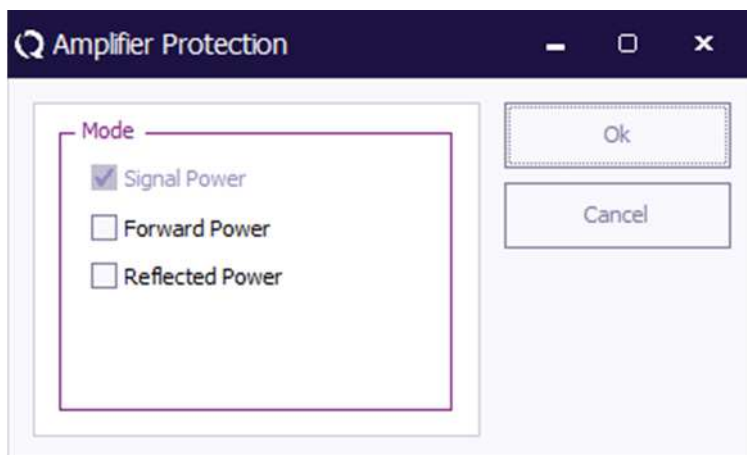 Amplifier Protection
Mode
Signal Power
Forward Power
Reflected Power
Ok
Cancel